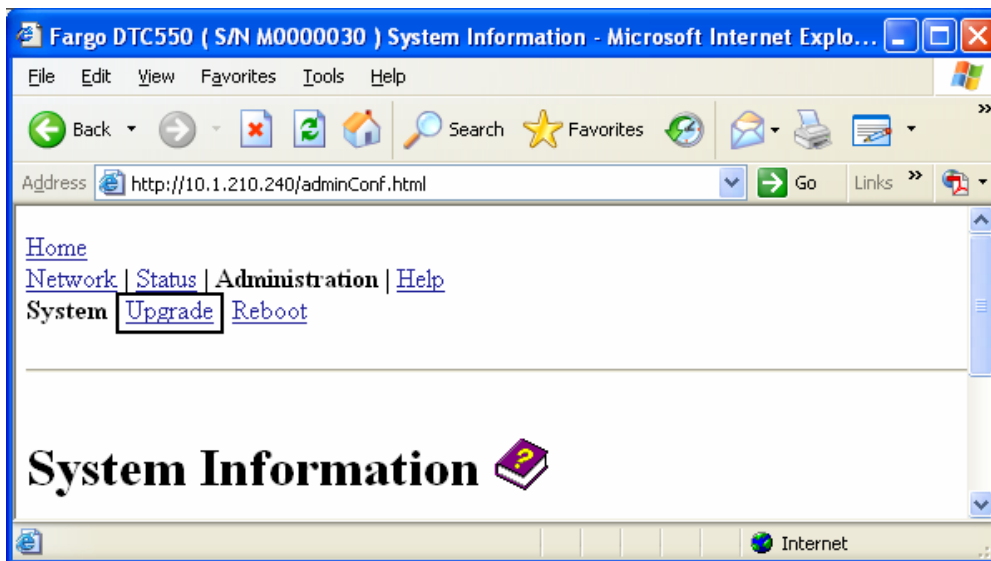 Fargo DTC550 ( S/N M0000030 ) System Information - Microsoft Internet Explo...
File Edit View Favorites Tools Help
Back Search Favorites
Address http://10.1.210.240/adminConf.html Go Links
Home
Network | Status | Administration | Help
System Upgrade Reboot
System Information
Internet